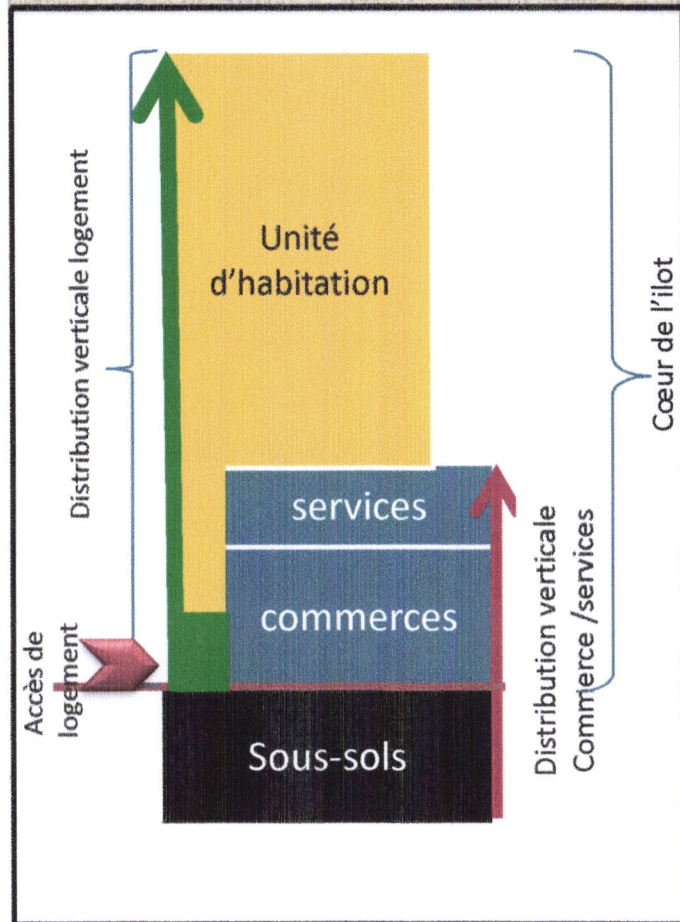 Distribution verticale logement
Unité
d'habitation
Cœur de l'ilot
services
commerces
Accès de
logement
Distribution verticale
Commerce /services
Sous-sols